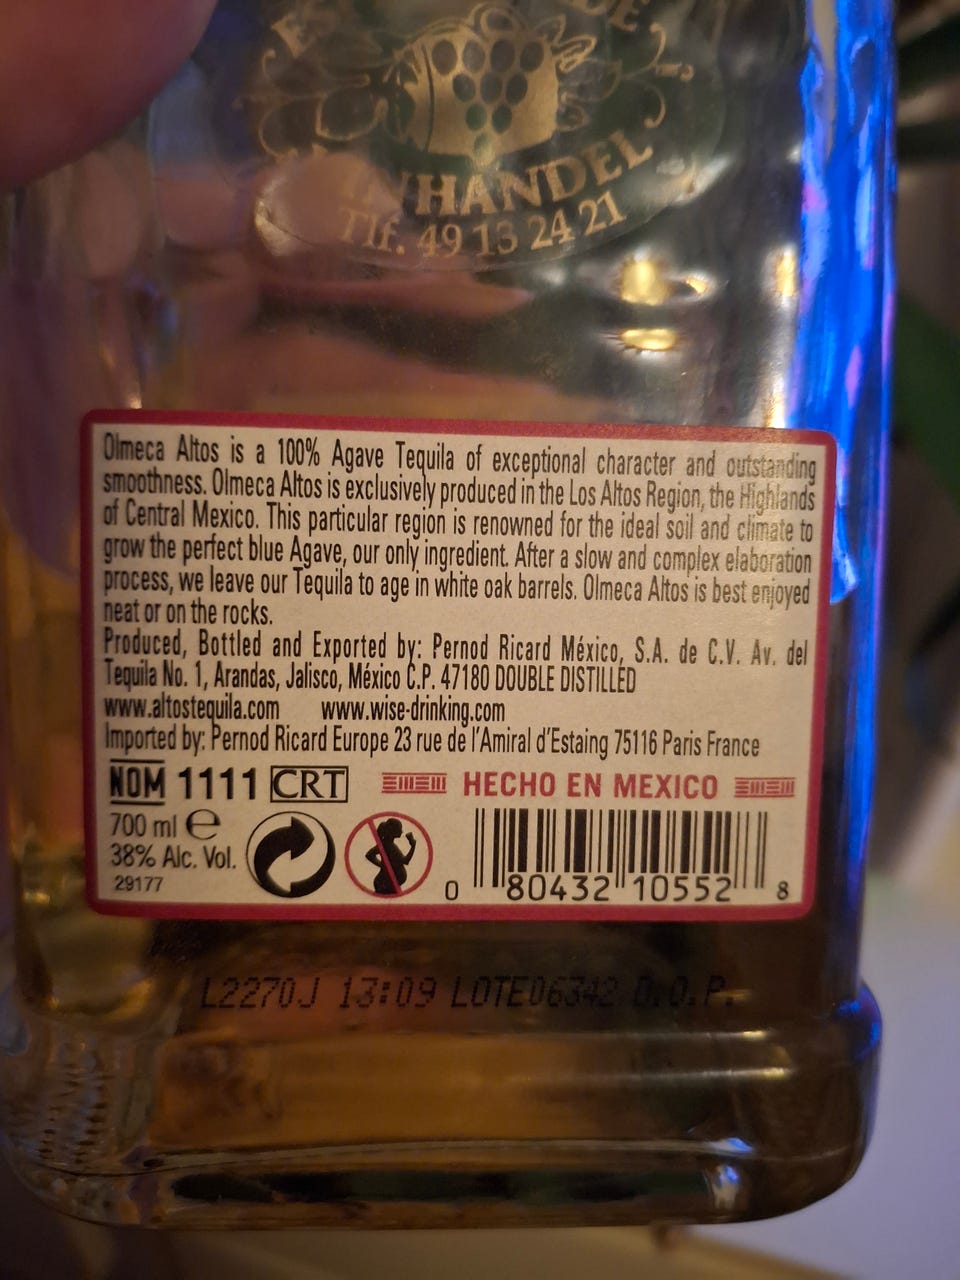 DE
HANDEL
Tlf. 49 13 24 21
Olmeca Altos is a 100% Agave Tequila of exceptional character and outstanding
smoothness. Olmeca Altos is exclusively produced in the Los Altos Region, the Highlands
of Central Mexico. This particular region is renowned for the ideal soil and climate to
grow the perfect blue Agave, our only ingredient. After a slow and complex elaboration
process, we leave our Tequila to age in white oak barrels. Olmeca Altos is best enjoyed
neat or on the rocks.
Produced, Bottled and Exported by: Pernod Ricard México, S.A. de C.V. Av. del
Tequila No. 1, Arandas, Jalisco, México C.P. 47180 DOUBLE DISTILLED
www.altostequila.com www.wise-drinking.com
Imported by: Pernod Ricard Europe 23 rue de l'Amiral d'Estaing 75116 Paris France
NOM 1111 CRT HECHO EN MEXICO
700 ml e
38% Alc. Vol.
29177
0 80432 10552 8
L2270J 13:09 LOTE06342 D.O.P.